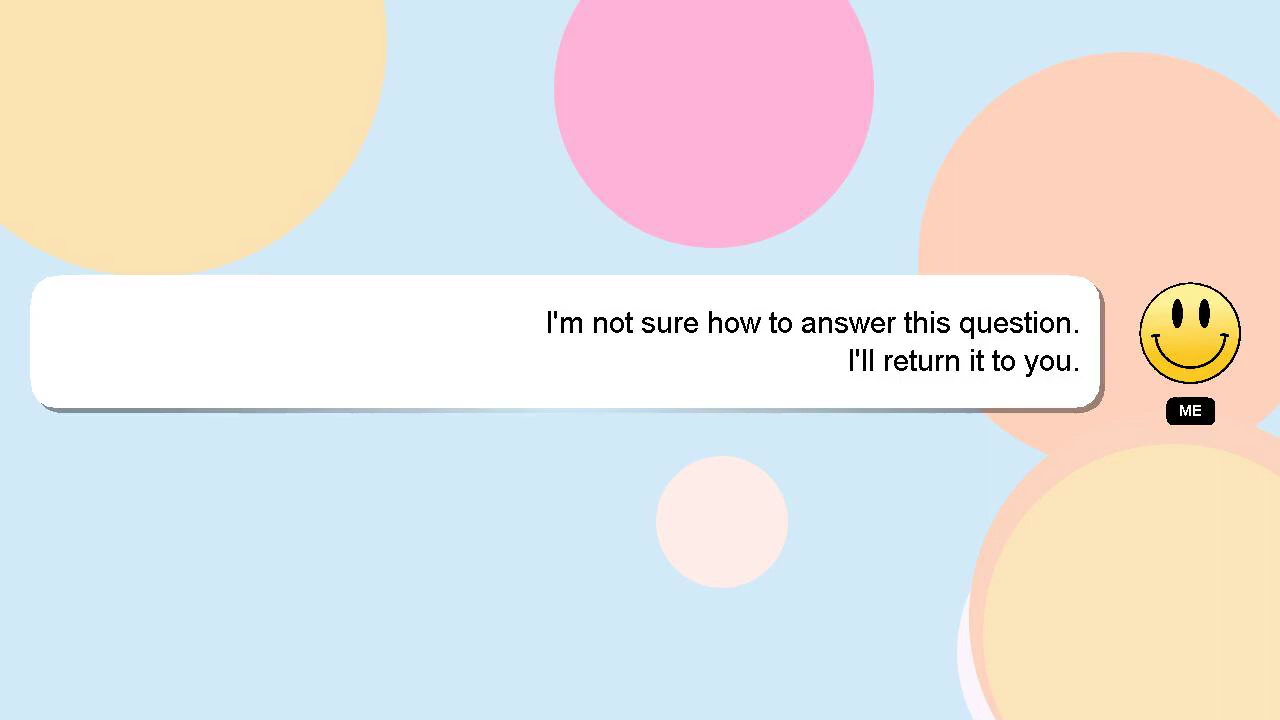 I'm not sure how to answer this question.
I'll return it to you.
ME